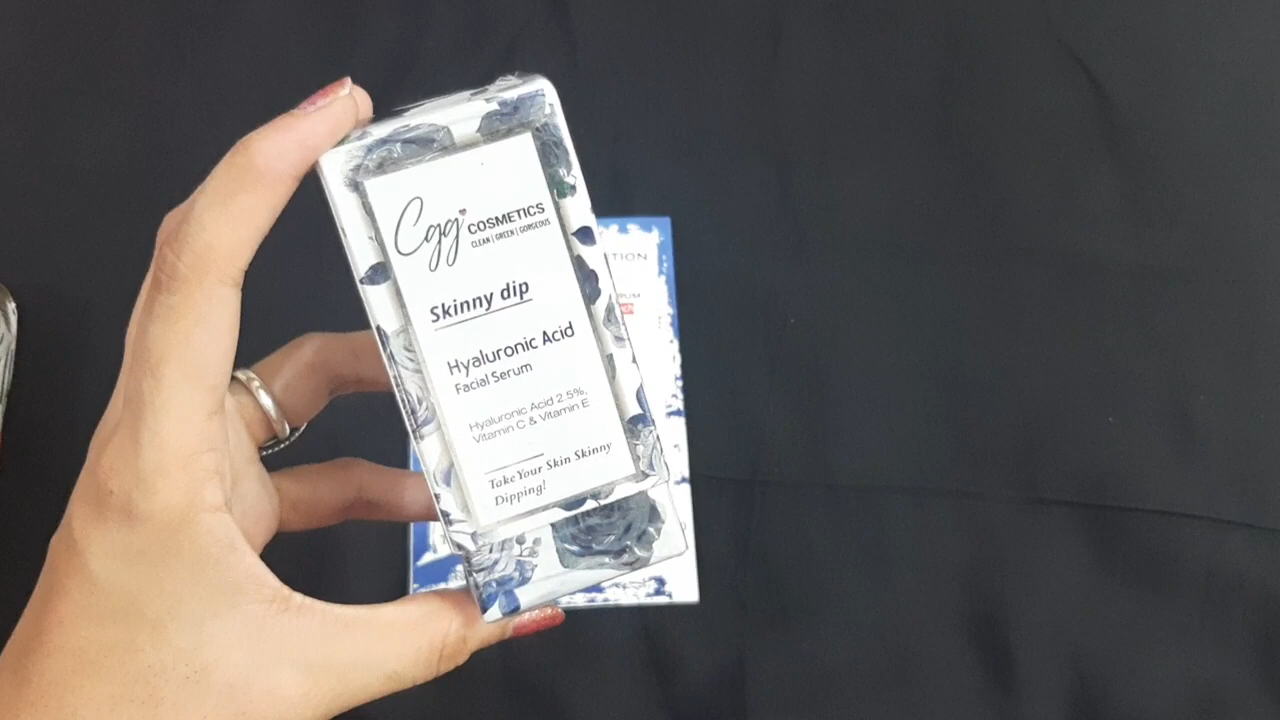 Cgg COSMETICS
CLEAN | GREEN | GORGEOUS
Skinny dip
Hyaluronic Acid
Facial Serum
Hyaluronic Acid 2.5%,
Vitamin C & Vitamin E
Take Your Skin Skinny
Dipping!